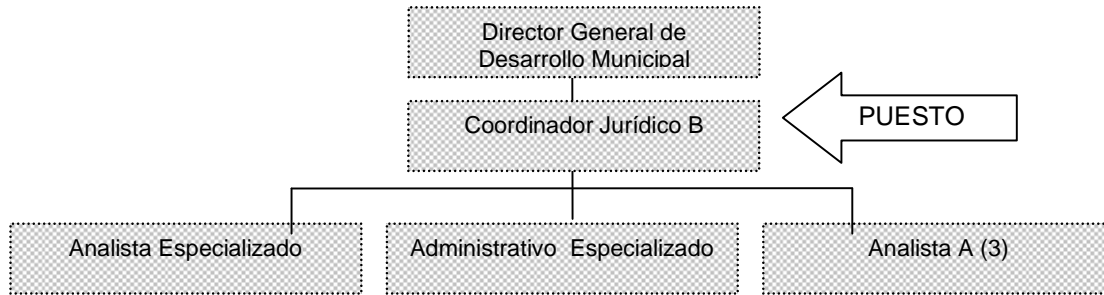 Director General de
Desarrollo Municipal
Coordinador Jurídico B
PUESTO
Analista Especializado
Administrativo Especializado
Analista A (3)